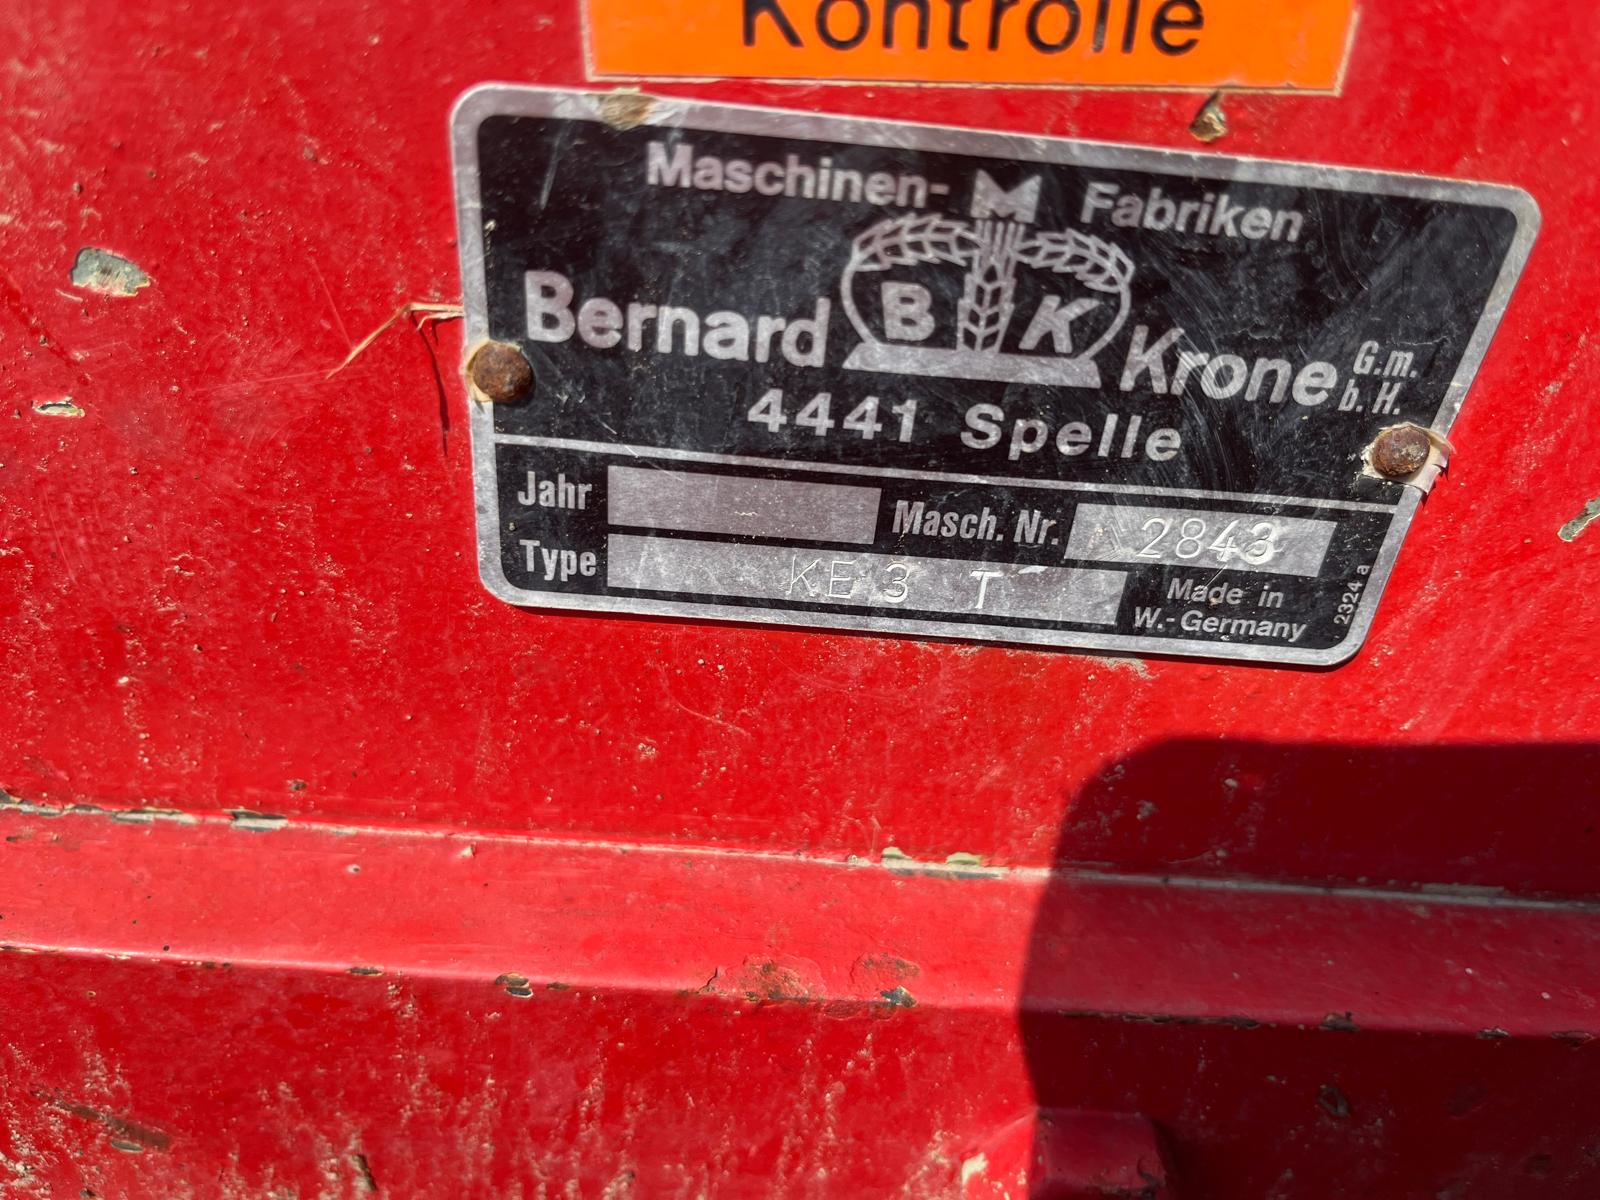 Kontrolle
Maschinen- Fabriken
B K
Bernard Krone G.m.
b. H.
4441 Spelle
Jahr
Masch. Nr. 2843
Type KE 3 T
Made in
W.-Germany
2324 a